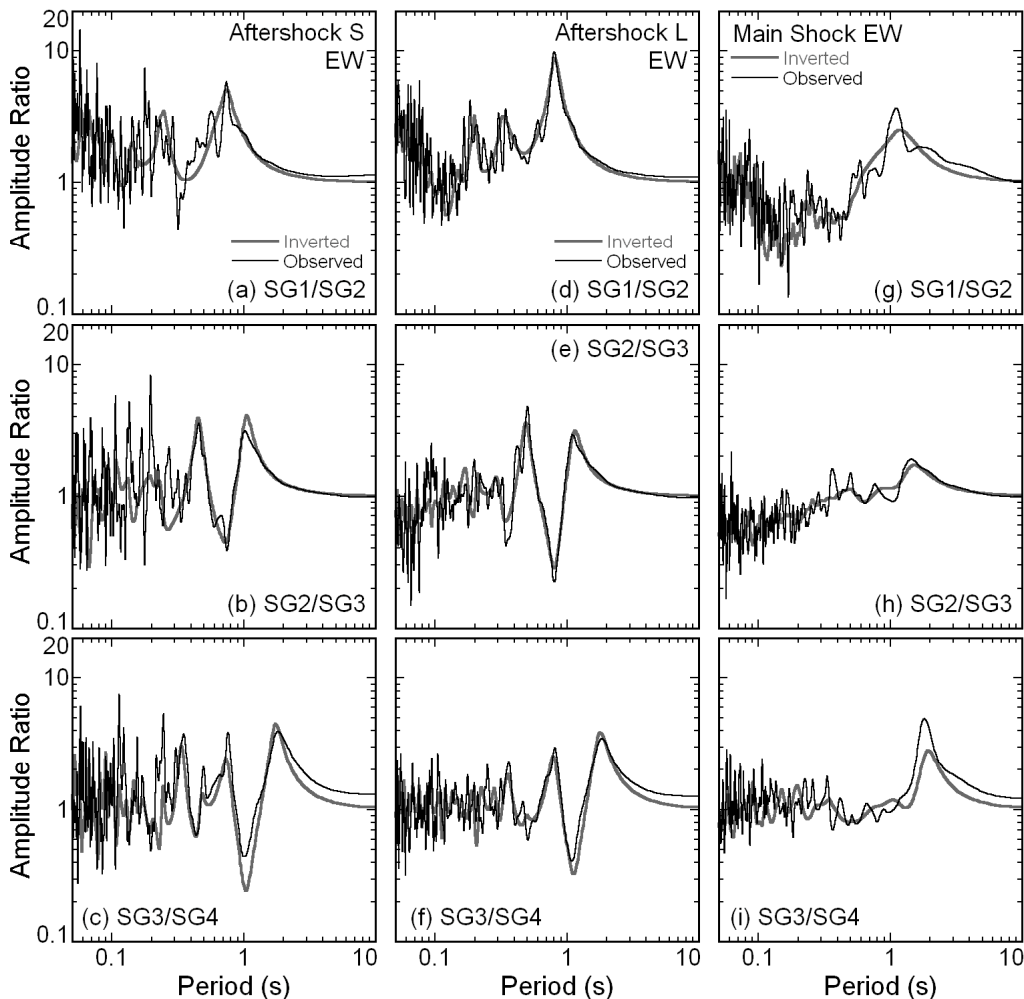 Aftershock S
EW
Aftershock L
EW
Main Shock EW
Inverted
Observed
Amplitude Ratio
20
10
1
0.1
Inverted
Observed
(a) SG1/SG2
Inverted
Observed
(d) SG1/SG2
(g) SG1/SG2
Amplitude Ratio
20
10
1
0.1
(e) SG2/SG3
(b) SG2/SG3
(h) SG2/SG3
Amplitude Ratio
20
10
1
0.1
(c) SG3/SG4
(f) SG3/SG4
(i) SG3/SG4
0.1 1 10
0.1 1 10
0.1 1 10
Period (s)
Period (s)
Period (s)